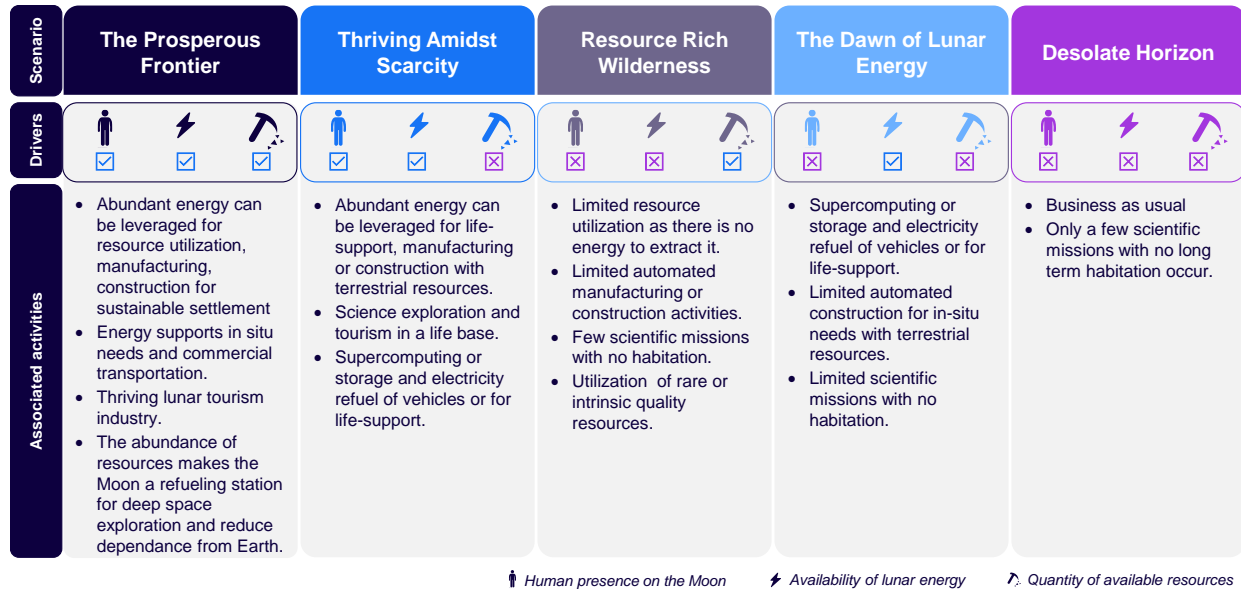 Scenario
The Prosperous
Frontier
Thriving Amidst
Scarcity
Resource Rich
Wilderness
The Dawn of Lunar
Energy
Desolate Horizon
Drivers
Associated activities
• Abundant energy can
be leveraged for
resource utilization,
manufacturing,
construction for
sustainable settlement
• Energy supports in situ
needs and commercial
transportation.
• Thriving lunar tourism
industry.
• The abundance of
resources makes the
Moon a refueling station
for deep space
exploration and reduce
dependance from Earth.
• Abundant energy can
be leveraged for life-
support, manufacturing
or construction with
terrestrial resources.
• Science exploration and
tourism in a life base.
• Supercomputing or
storage and electricity
refuel of vehicles or for
life-support.
• Limited resource
utilization as there is no
energy to extract it.
• Limited automated
manufacturing or
construction activities.
• Few scientific missions
with no habitation.
• Utilization of rare or
intrinsic quality
resources.
• Supercomputing or
storage and electricity
refuel of vehicles or for
life-support.
• Limited automated
construction for in-situ
needs with terrestrial
resources.
• Limited scientific
missions with no
habitation.
• Business as usual
• Only a few scientific
missions with no long
term habitation occur.
Human presence on the Moon
Availability of lunar energy
Quantity of available resources